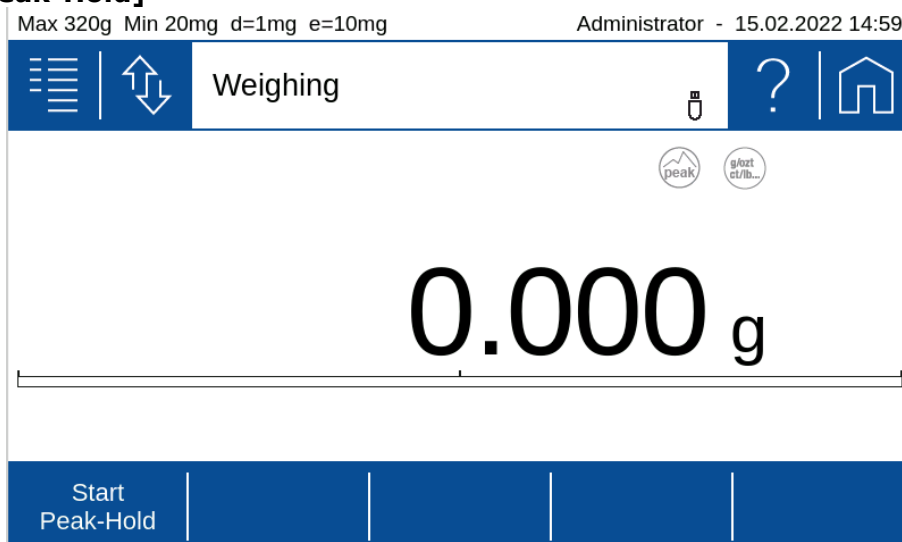 Max 320g Min 20mg d=1mg e=10mg Administrator - 15.02.2022 14:59
Weighing
?
peak g/ozt
ct/lb...
0.000 g
Start
Peak-Hold